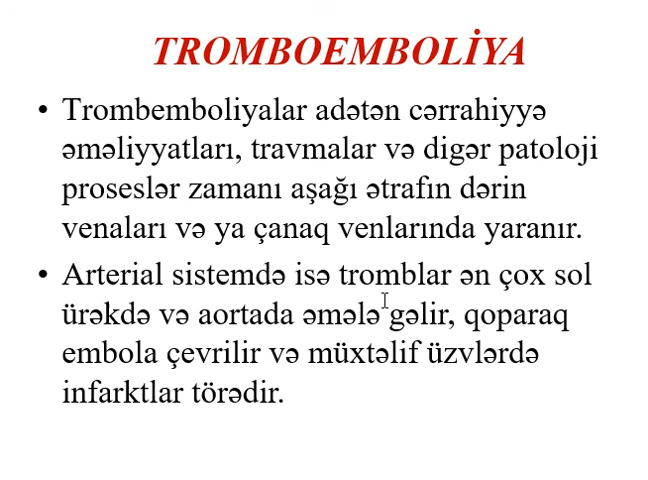 TROMBOEMBOLİYA
• Trombemboliyalar adətən cərrahiyyə
əməliyyatları, travmalar və digər patoloji
proseslər zamanı aşağı ətrafın dərin
venaları və ya çanaq venlarında yaranır.
• Arterial sistemdə isə tromblar ən çox sol
ürəkdə və aortada əmələ gəlir, qoparaq
embola çevrilir və müxtəlif üzvlərdə
infarktlar törədir.